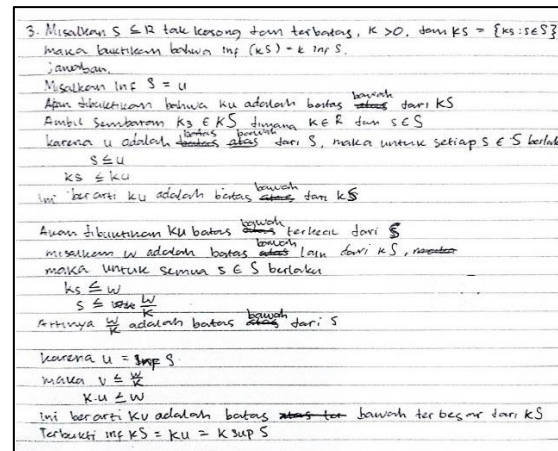 3. Misalkan S ⊆ R tak kosong dan terbatas, K > 0, dan KS = {ks : s ∈ S}
maka buktikan bahwa inf (KS) = k inf S.
jawaban.
Misalkan inf S = u
Akan dibuktikan bahwa ku adalah batas bawah dari KS
Ambil sembarang ks ∈ KS dimana K ∈ R dan s ∈ S
karena u adalah batas bawah dari S, maka untuk setiap s ∈ S berlaku
s ≤ u
ks ≤ ku
ini berarti ku adalah batas bawah dari KS
Akan dibuktikan ku batas bawah terkecil dari S
misalkan w adalah batas bawah lain dari KS,
maka untuk semua s ∈ S berlaku
ks ≤ w
s ≤ w/K
Artinya w/K adalah batas bawah dari S
karena u = inf S
maka u ≤ w/K
K.u ≤ w
ini berarti ku adalah batas bawah terbesar dari KS
Terbukti inf KS = ku = K sup S